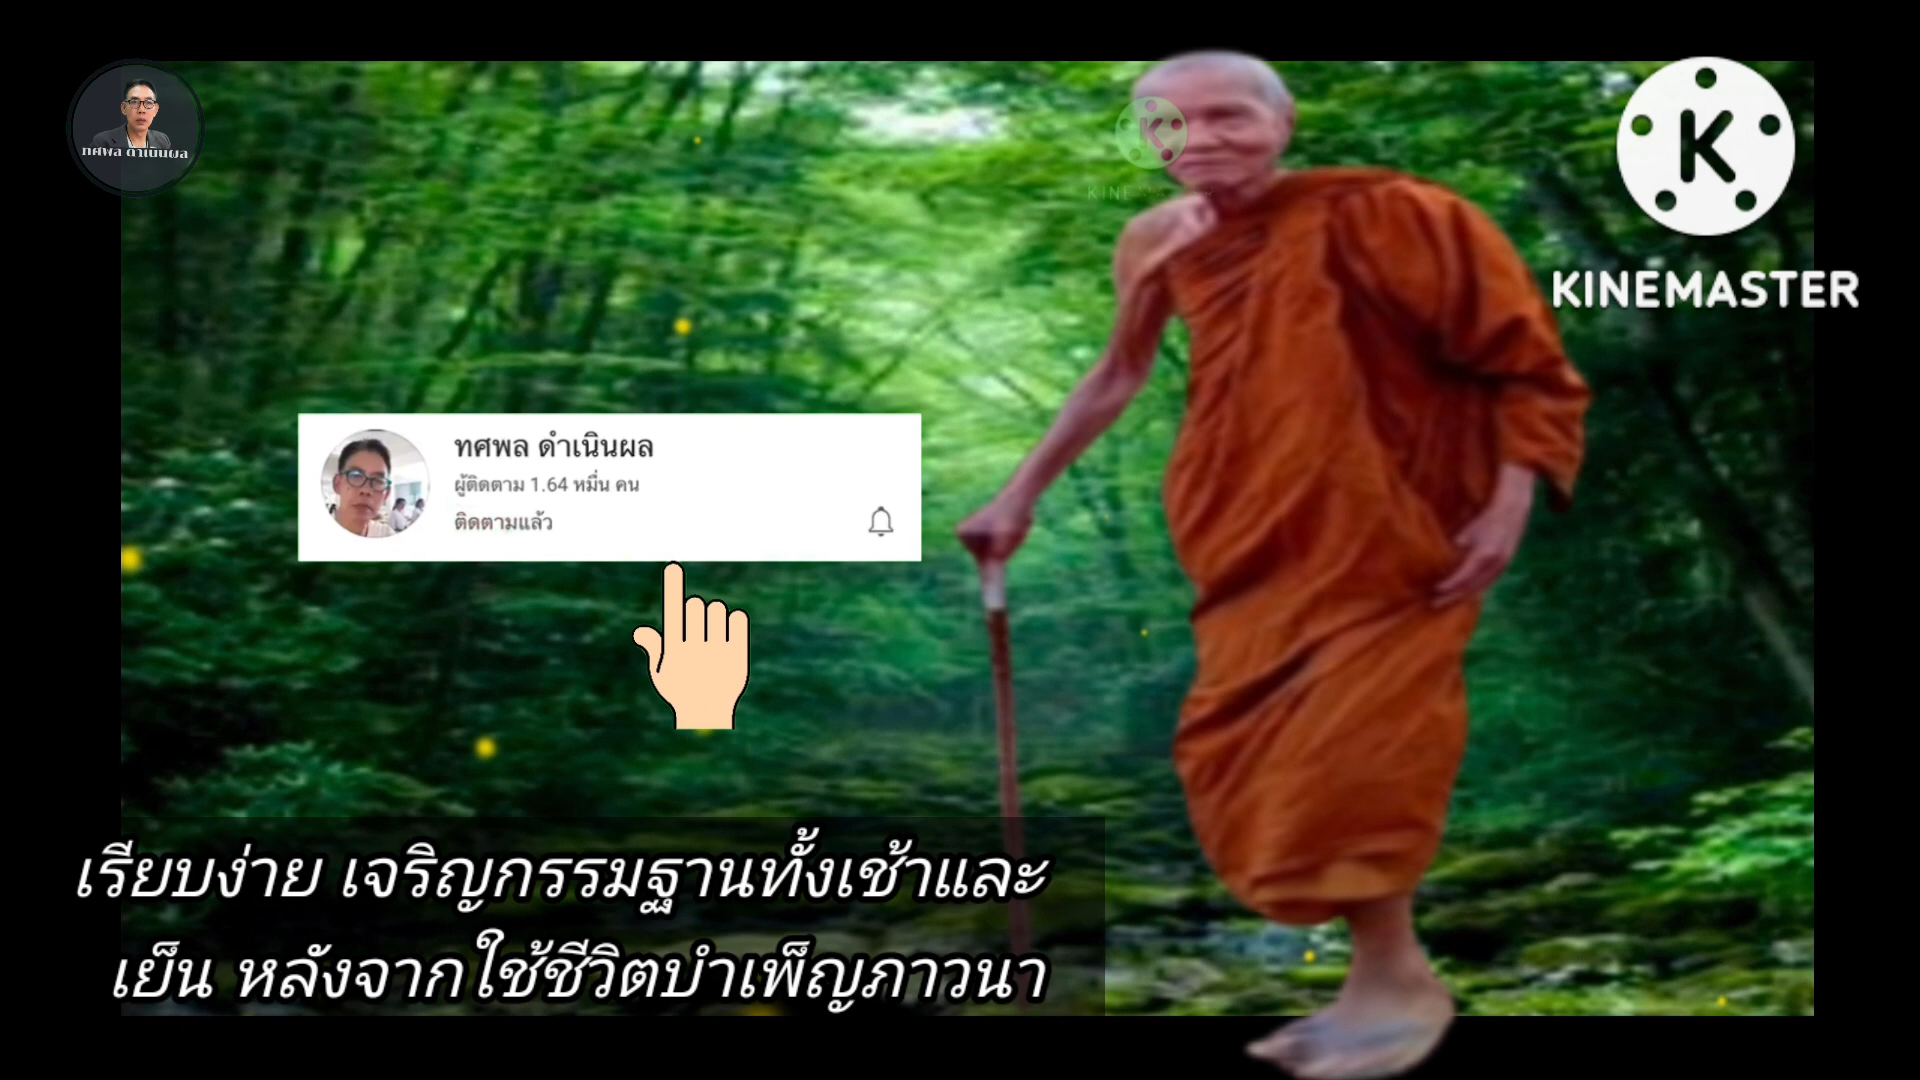 ทศพล ดำเนินผล
K
KINE
K
KINEMASTER
ทศพล ดำเนินผล
ผู้ติดตาม 1.64 หมื่น คน
ติดตามแล้ว
เรียบง่าย เจริญกรรมฐานทั้งเช้าและ
เย็น หลังจากใช้ชีวิตบำเพ็ญภาวนา